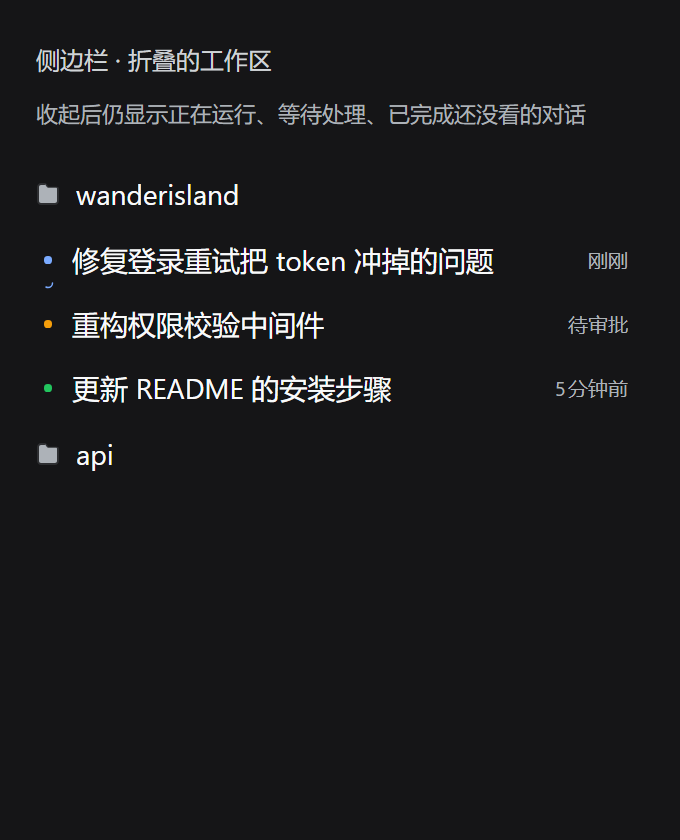 侧边栏 · 折叠的工作区
收起后仍显示正在运行、等待处理、已完成还没看的对话
wanderisland
修复登录重试把 token 冲掉的问题 刚刚
重构权限校验中间件 待审批
更新 README 的安装步骤 5分钟前
api